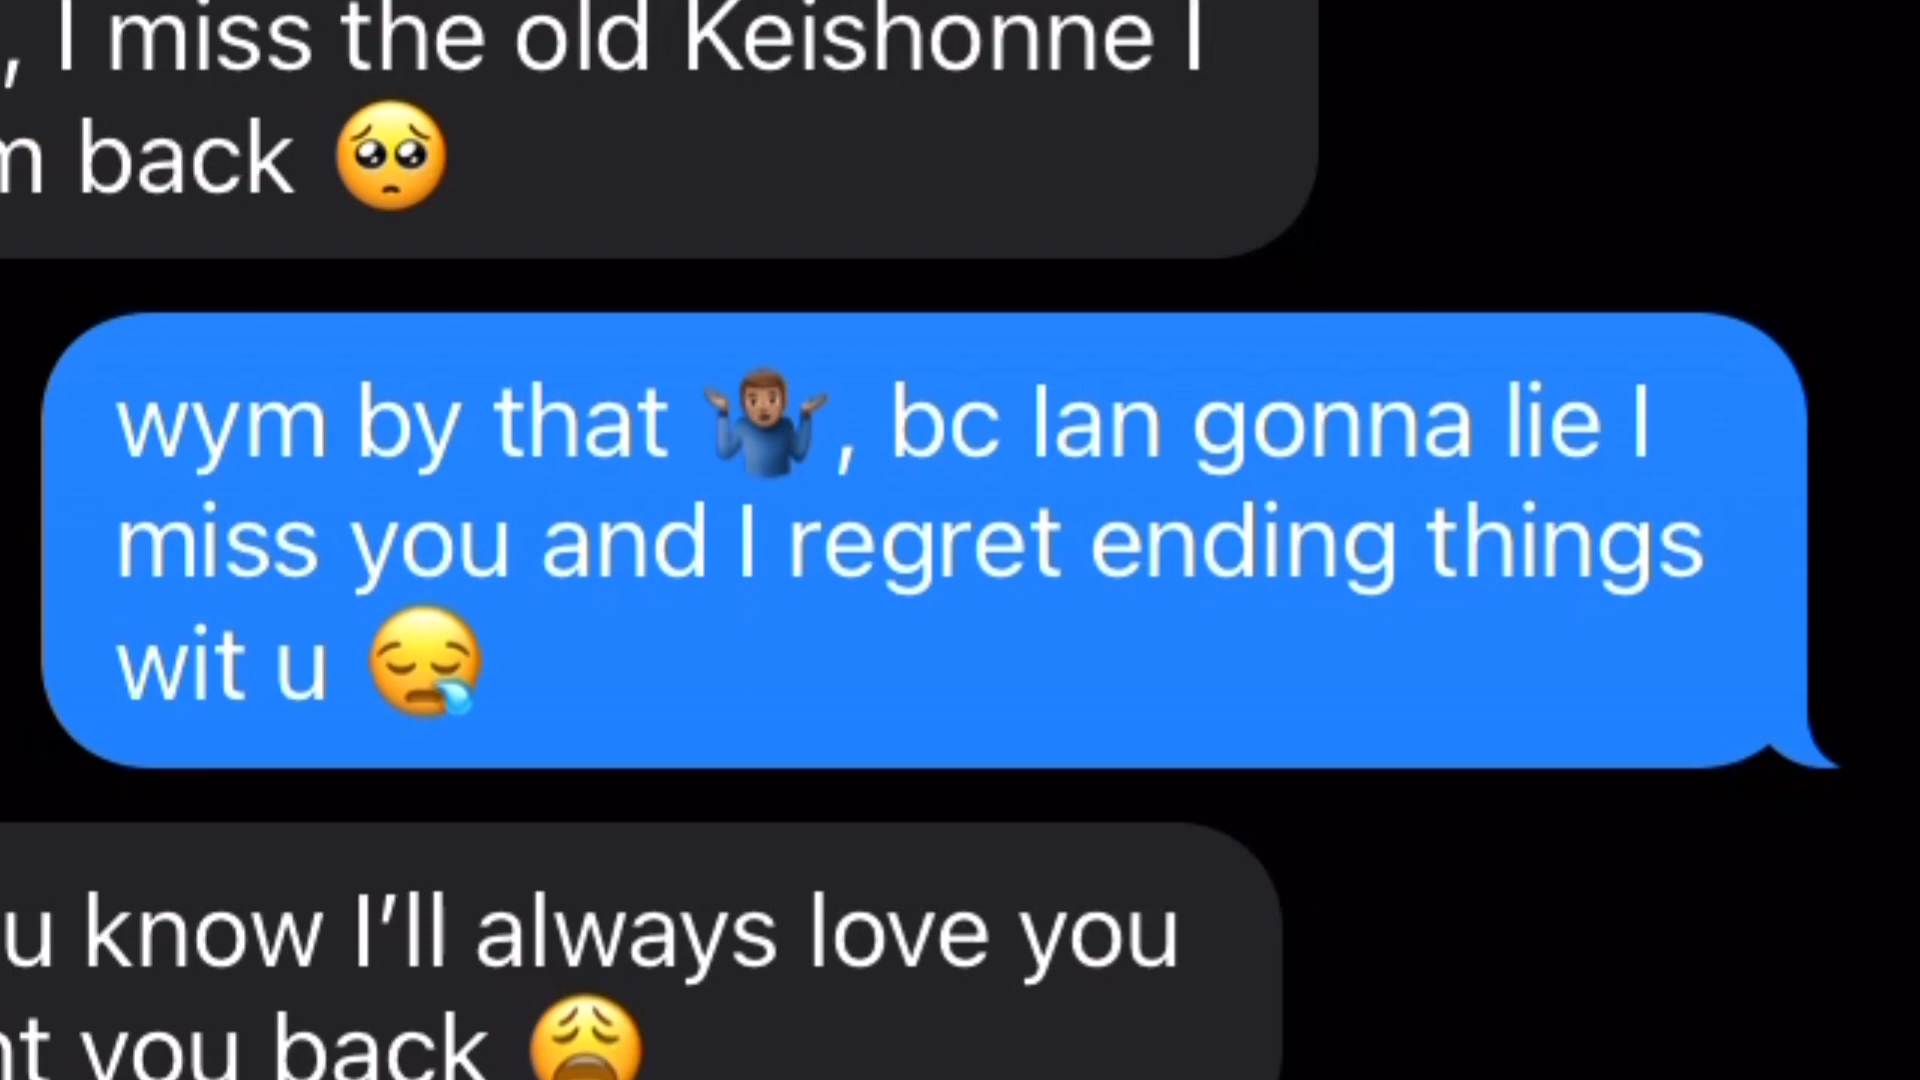 , I miss the old Keishonne I
m back 🥺
wym by that 🤷🏽‍♂️, bc Ian gonna lie I
miss you and I regret ending things
wit u 😪
u know I’ll always love you
nt you back 😩